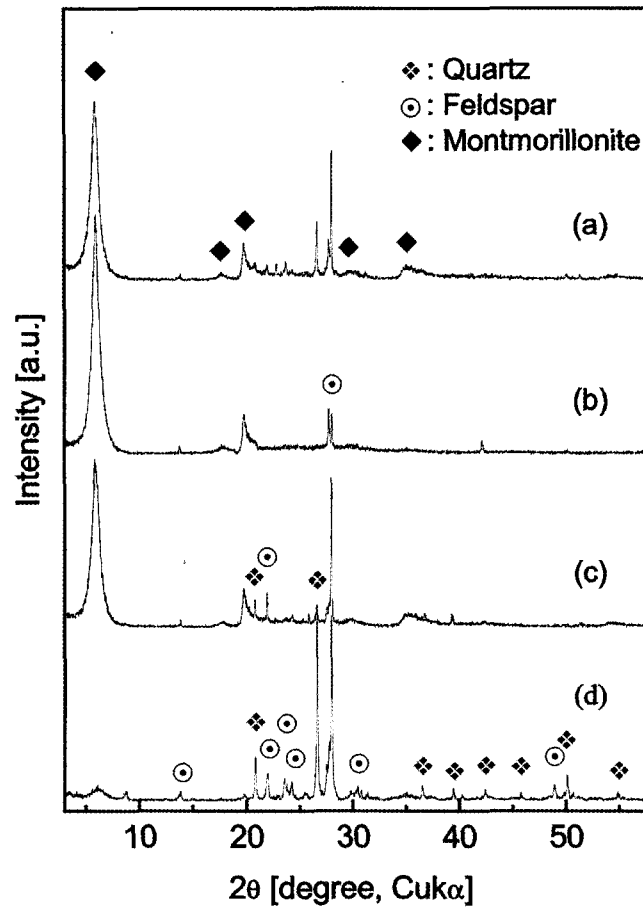 ❖ : Quartz
⊙ : Feldspar
◆ : Montmorillonite
(a)
(b)
(c)
(d)
Intensity [a.u.]
10 20 30 40 50
2θ [degree, Cukα]